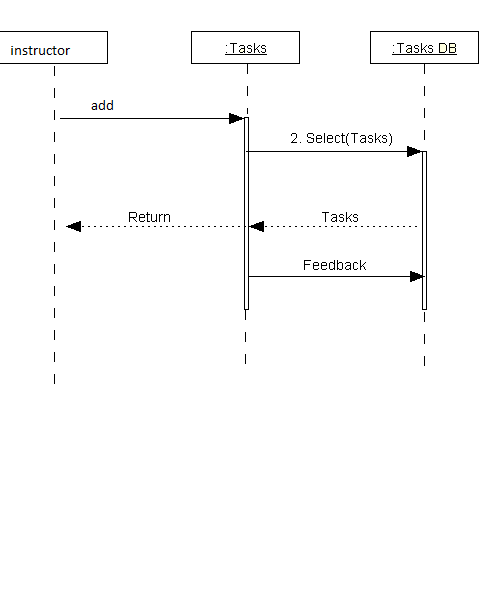 instructor
:Tasks
:Tasks DB
add
2. Select(Tasks)
Return
Tasks
Feedback